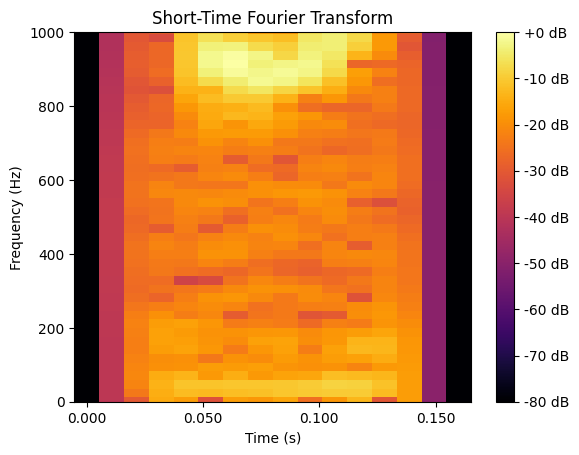 Short-Time Fourier Transform
1000
800
600
400
200
0
Frequency (Hz)
0.000
0.050
0.100
0.150
Time (s)
+0 dB
-10 dB
-20 dB
-30 dB
-40 dB
-50 dB
-60 dB
-70 dB
-80 dB